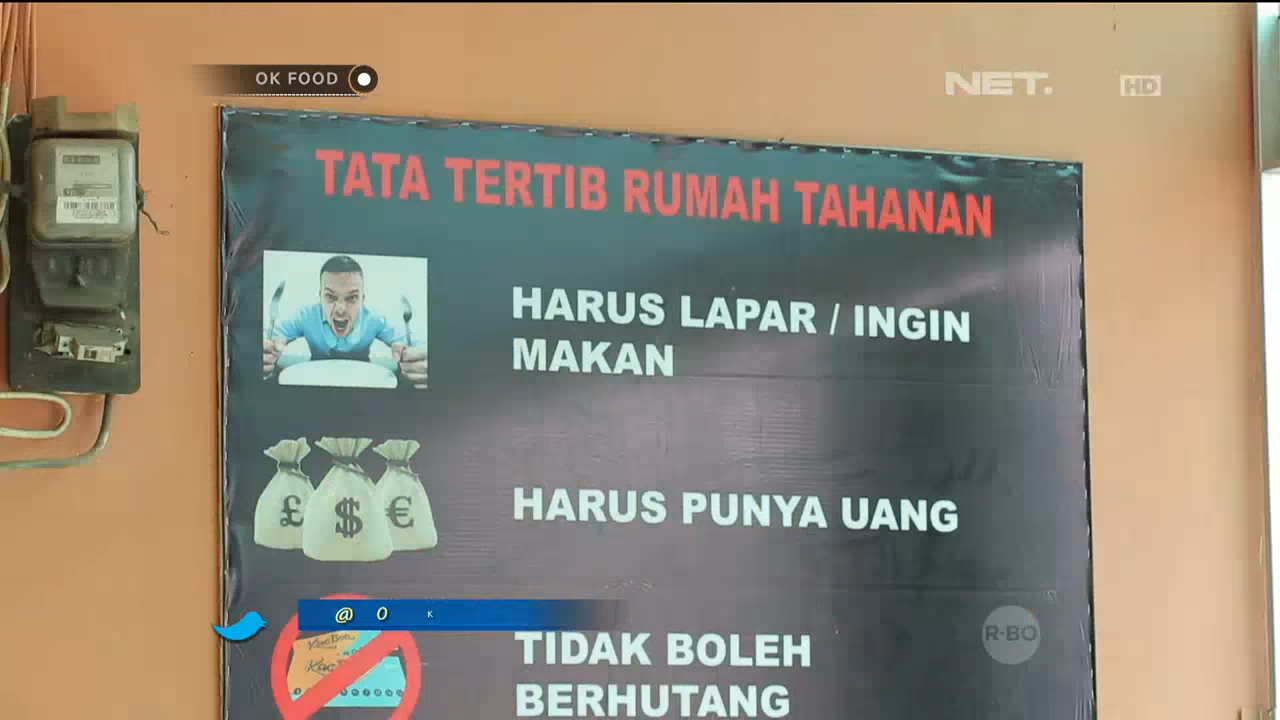 OK FOOD
NET.
HD
TATA TERTIB RUMAH TAHANAN
HARUS LAPAR / INGIN
MAKAN
£ $ €
HARUS PUNYA UANG
@ O K
R-BO
TIDAK BOLEH
BERHUTANG